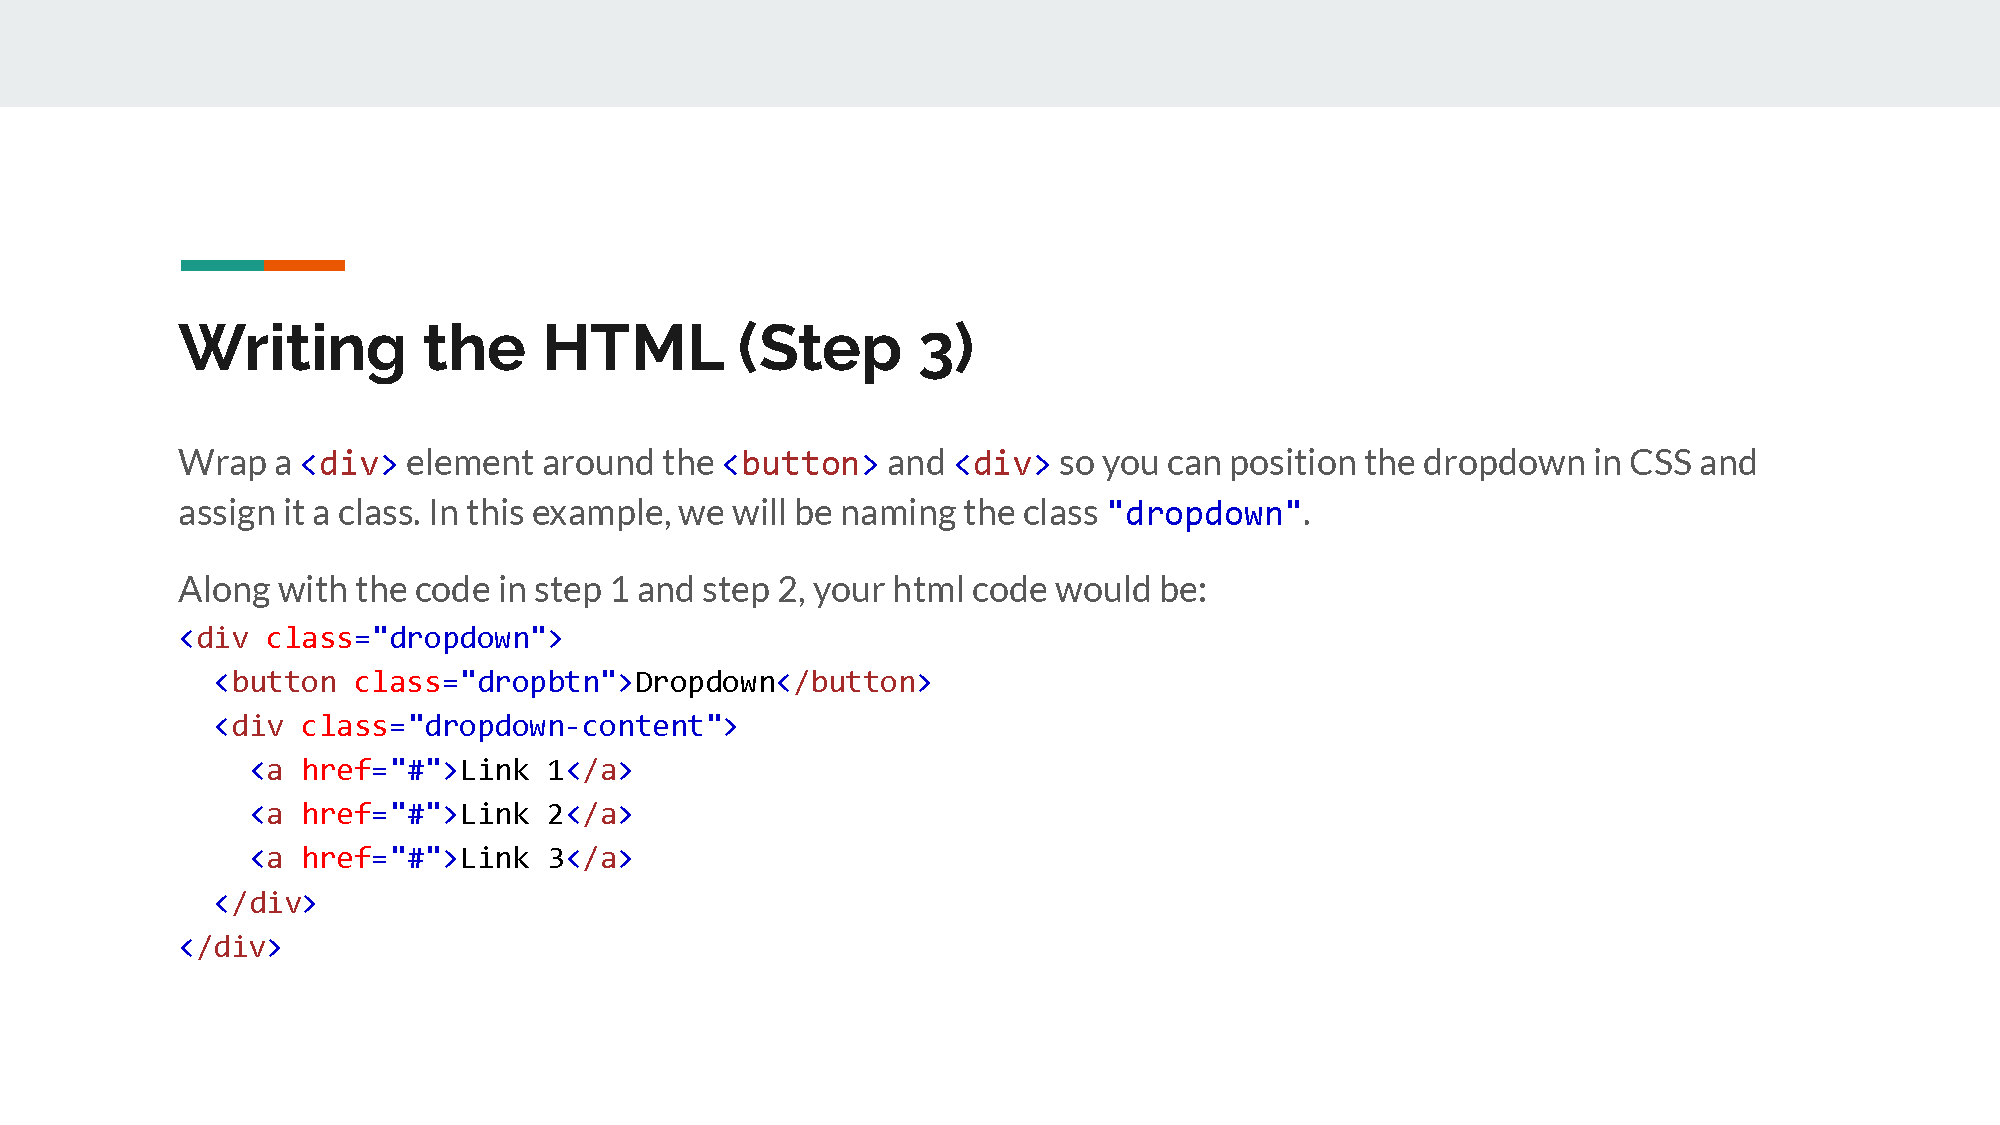 Writing the HTML (Step 3)
Wrap a <div> element around the <button> and <div> so you can position the dropdown in CSS and
assign it a class. In this example, we will be naming the class "dropdown".
Along with the code in step 1 and step 2, your html code would be:
<div class="dropdown">
  <button class="dropbtn">Dropdown</button>
  <div class="dropdown-content">
    <a href="#">Link 1</a>
    <a href="#">Link 2</a>
    <a href="#">Link 3</a>
  </div>
</div>